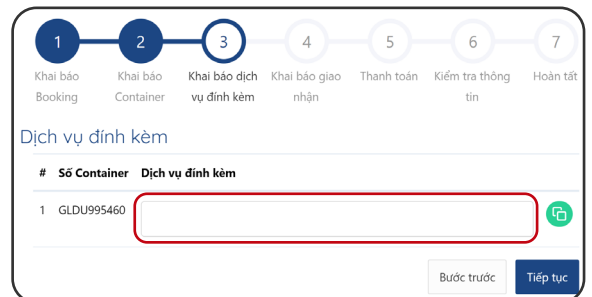 1 2 3 4 5 6 7
Khai báo Khai báo Khai báo dịch Khai báo giao Thanh toán Kiểm tra thông Hoàn tất
Booking Container vụ đính kèm nhận tin
Dịch vụ đính kèm
# Số Container Dịch vụ đính kèm
1 GLDU995460
Bước trước Tiếp tục